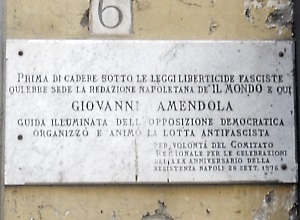 6
PRIMA DI CADERE SOTTO LE LEGGI LIBERTICIDE FASCISTE
QUI EBBE SEDE LA REDAZIONE NAPOLETANA DE' IL MONDO E QUI
GIOVANNI AMENDOLA
GUIDA ILLUMINATA DELL'OPPOSIZIONE DEMOCRATICA
ORGANIZZÒ E ANIMÒ LA LOTTA ANTIFASCISTA
PER VOLONTÀ DEL COMITATO
REGIONALE PER LE CELEBRAZIONI
DEL XXX ANNIVERSARIO DELLA
RESISTENZA NAPOLI 28 SETT. 1976